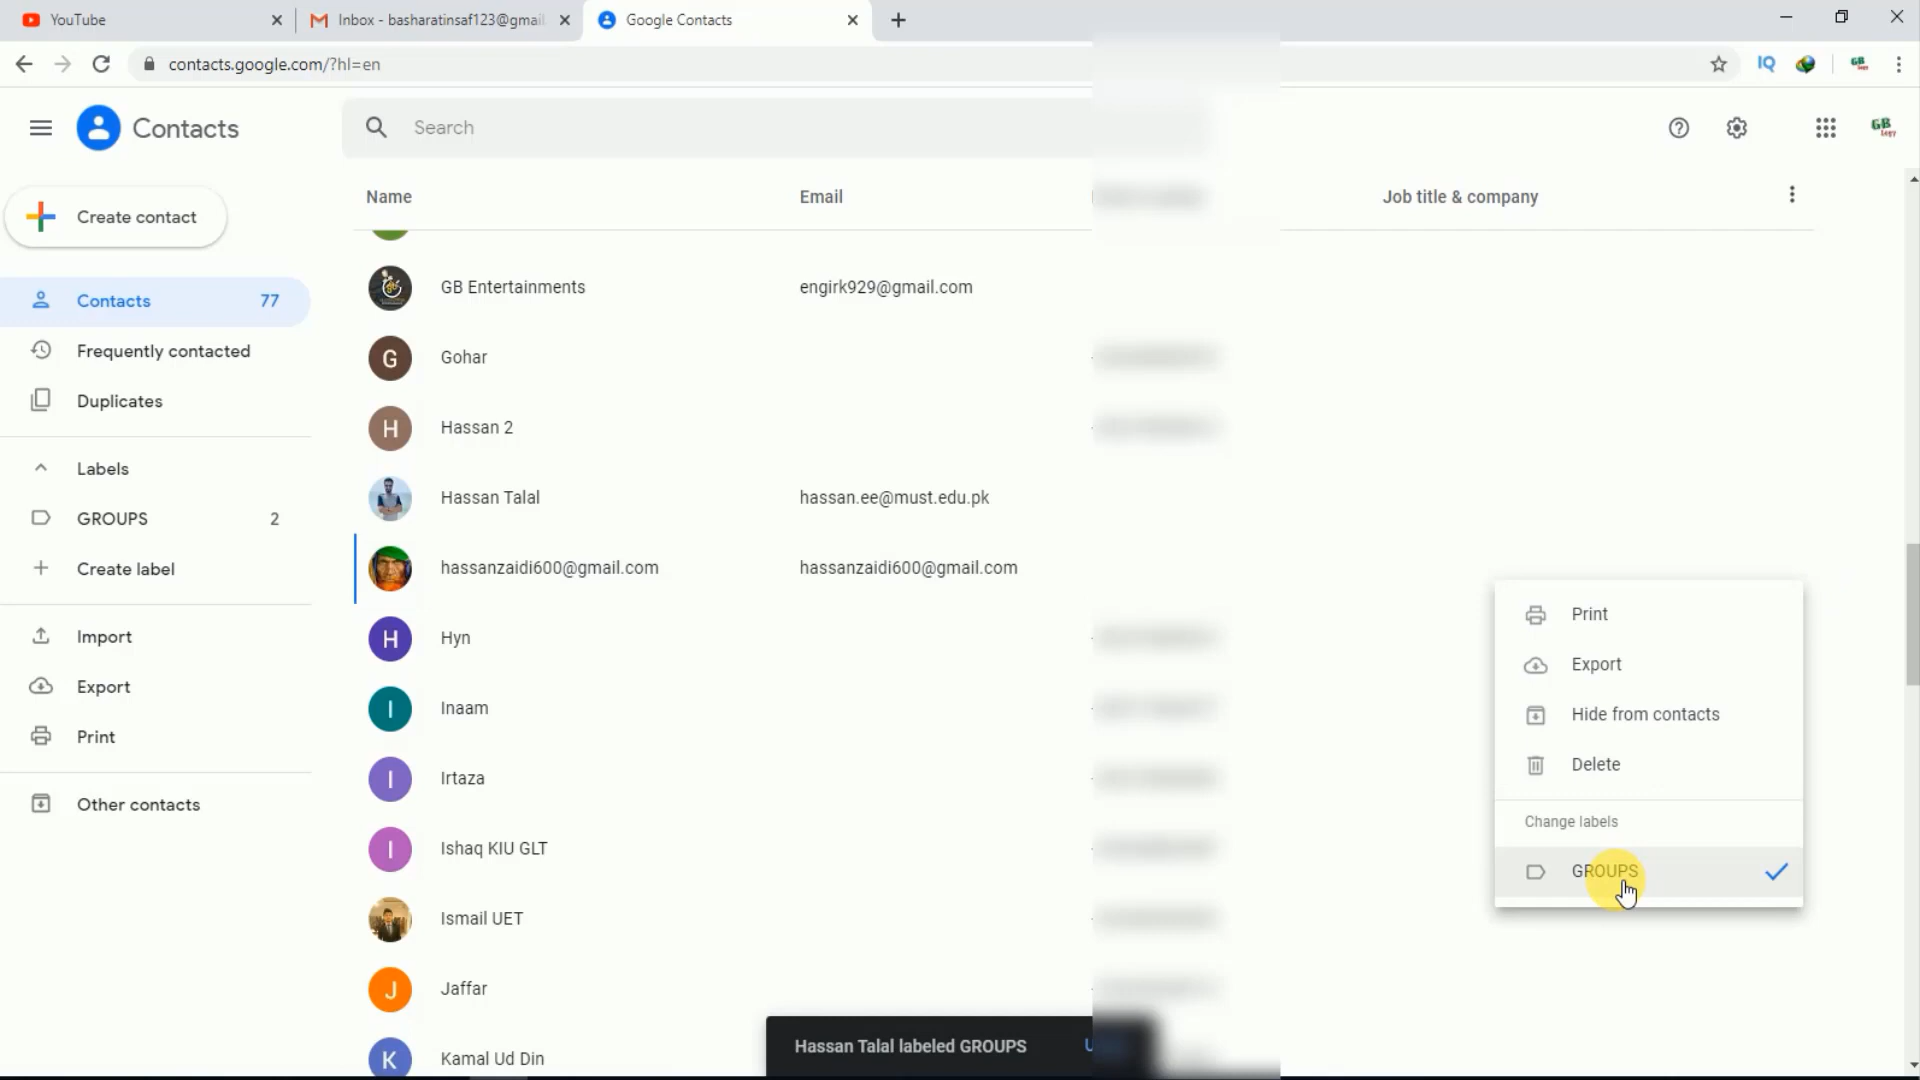 YouTube
Inbox - basharatinsaf123@gmail
Google Contacts
contacts.google.com/?hl=en
IQ
Contacts
Search
GB
Name
Email
Job title & company
Create contact
Contacts 77
Frequently contacted
Duplicates
Labels
GROUPS 2
Create label
Import
Export
Print
Other contacts
GB Entertainments engirk929@gmail.com
G Gohar
H Hassan 2
Hassan Talal hassan.ee@must.edu.pk
hassanzaidi600@gmail.com hassanzaidi600@gmail.com
H Hyn
I Inaam
I Irtaza
I Ishaq KIU GLT
Ismail UET
J Jaffar
K Kamal Ud Din
Print
Export
Hide from contacts
Delete
Change labels
GROUPS
Hassan Talal labeled GROUPS